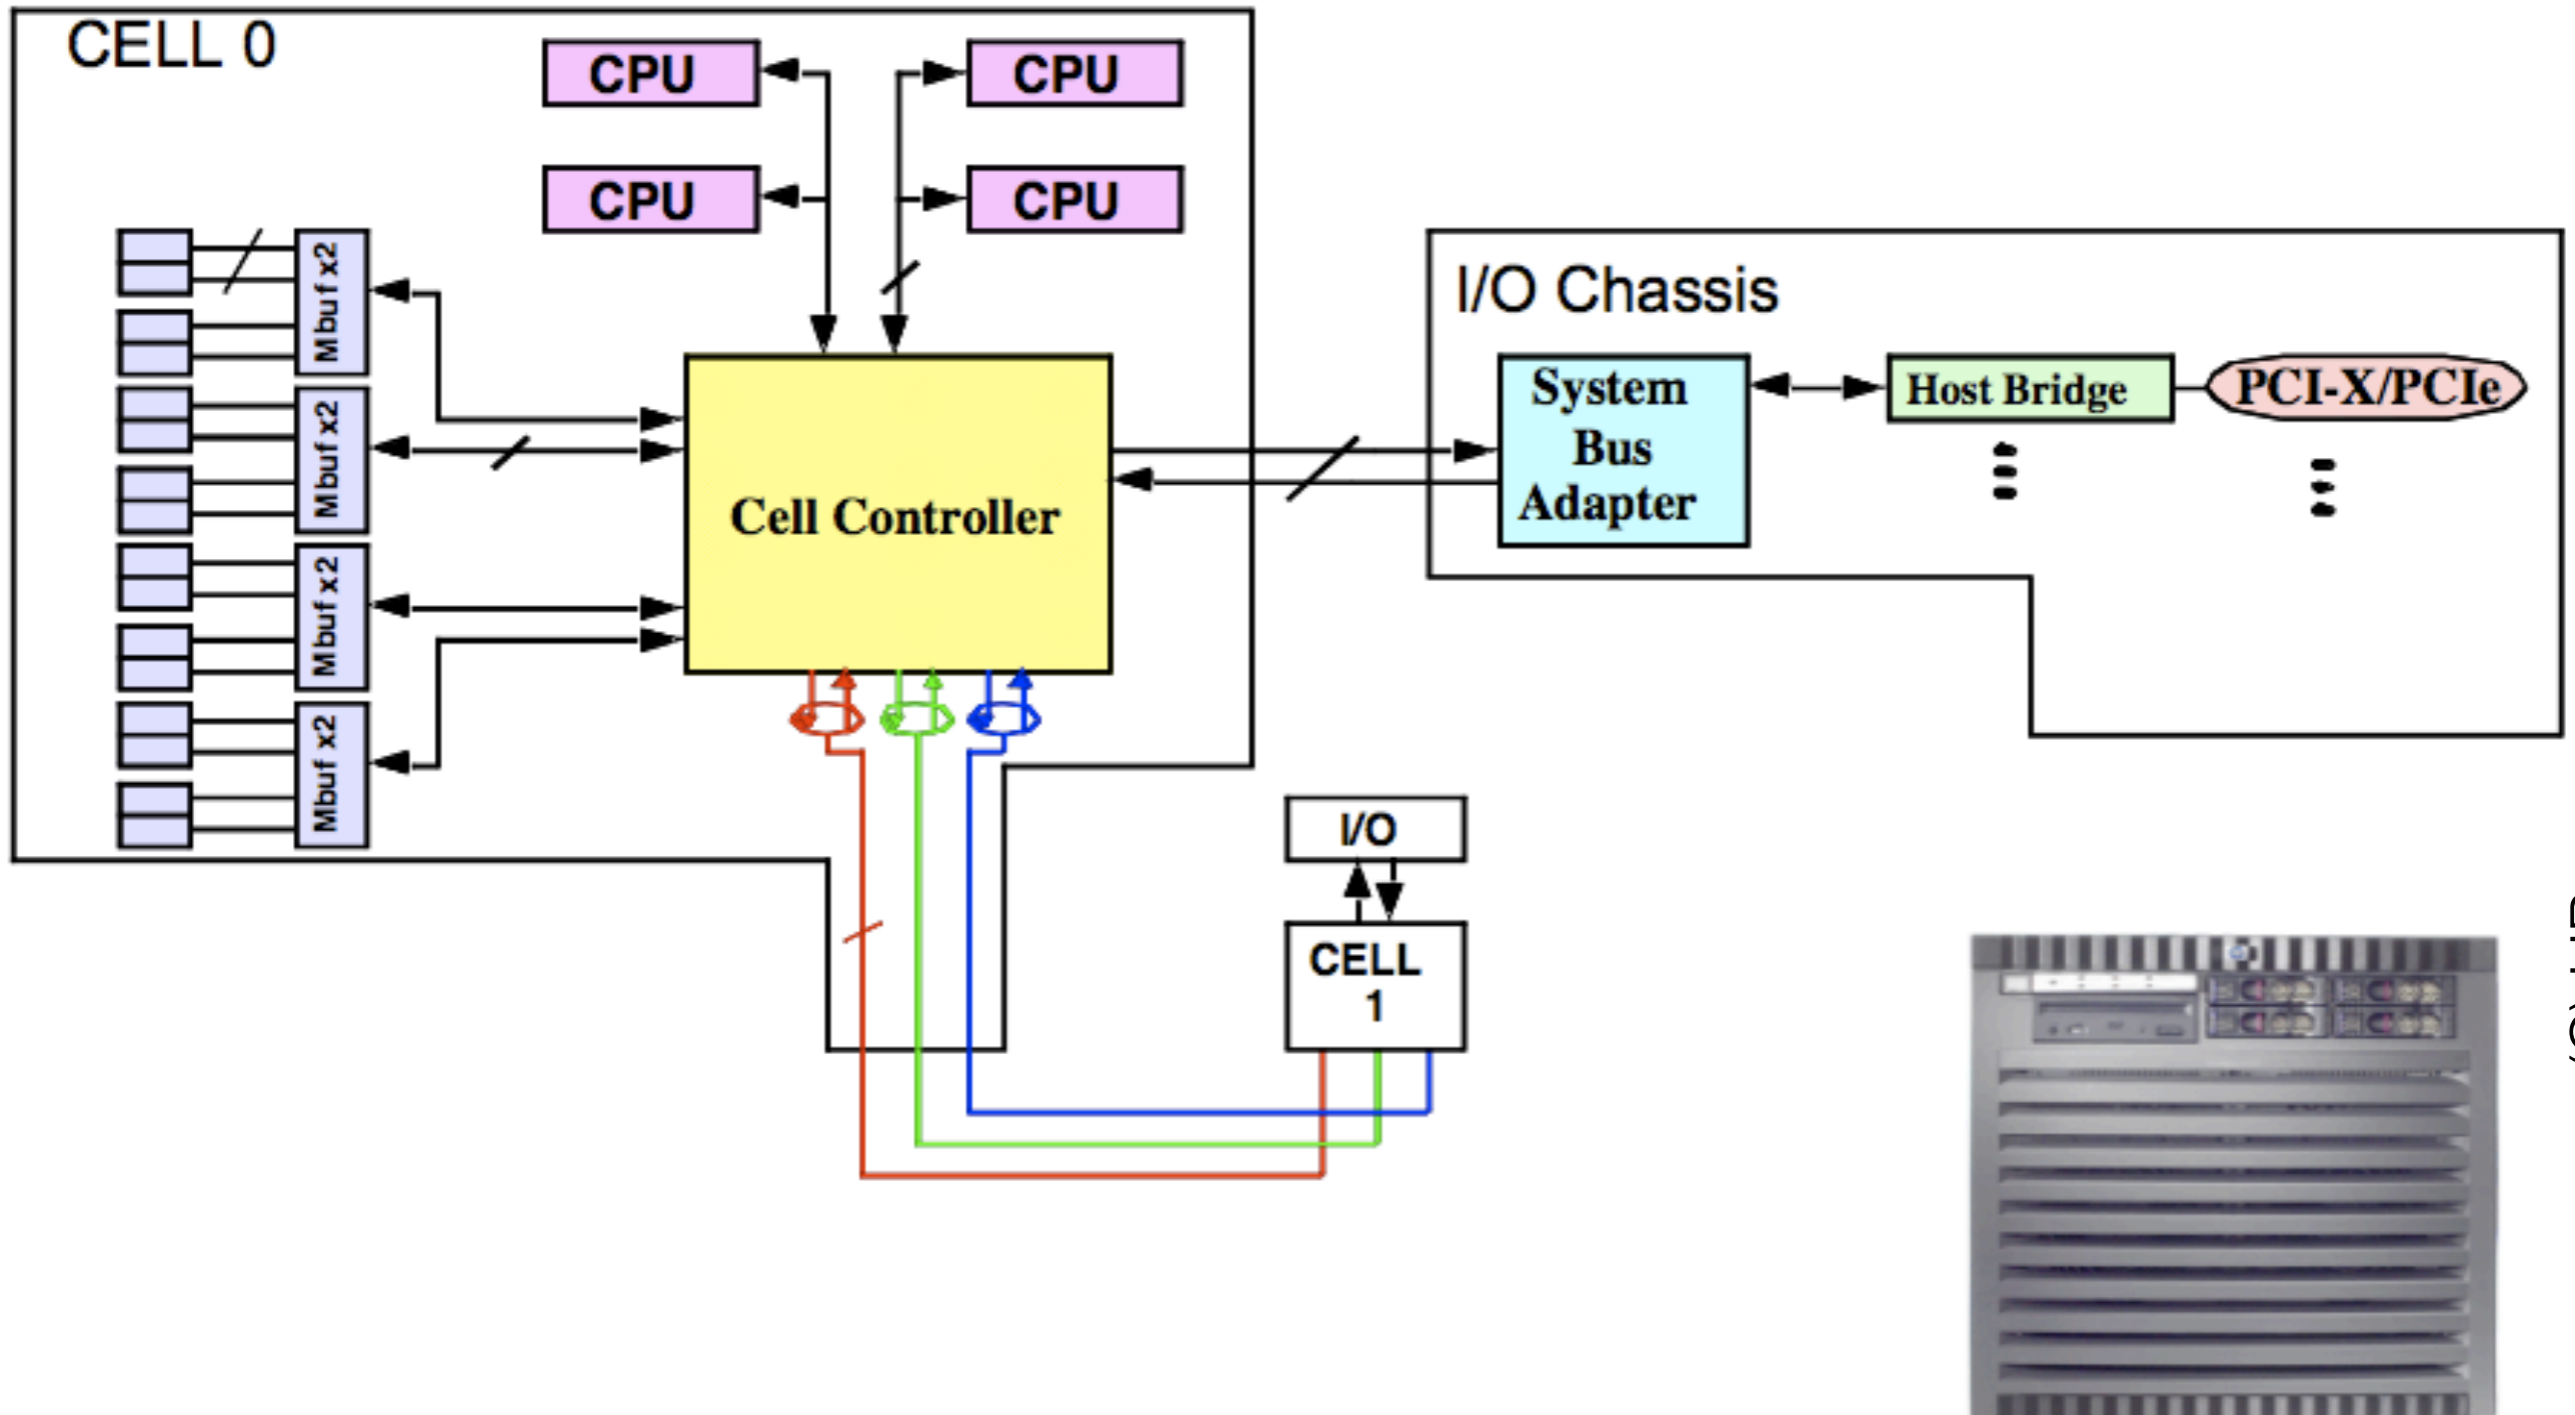 CELL 0
CPU
CPU
CPU
CPU
Mbuf x2
Mbuf x2
Mbuf x2
Mbuf x2
Cell Controller
I/O Chassis
System
Bus
Adapter
Host Bridge
PCI-X/PCIe
I/O
CELL
1